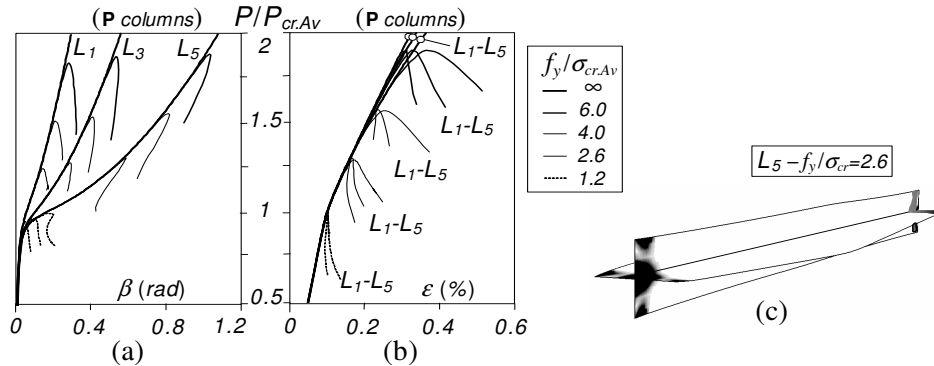 (P columns)
P/P cr.Av
(P columns)
L1
L3
L5
2
1.5
1
0.5
β (rad)
0
0.4
0.8
1.2
(a)
L1-L5
L1-L5
L1-L5
L1-L5
L1-L5
ε (%)
0
0.2
0.4
0.6
(b)
fy/σcr.Av
∞
6.0
4.0
2.6
1.2
L5 – fy/σcr=2.6
(c)